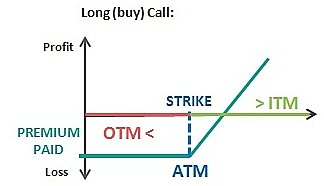 Long (buy) Call:
Profit
STRIKE
> ITM
OTM <
PREMIUM
PAID
Loss
ATM